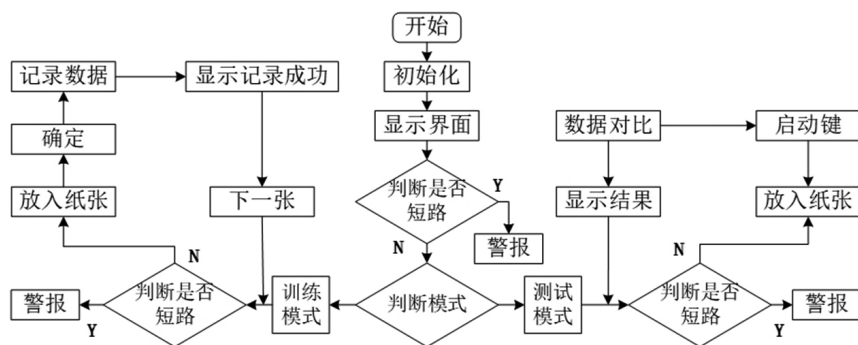 开始
记录数据
显示记录成功
初始化
确定
显示界面
数据对比
启动键
放入纸张
下一张
判断是否
短路
Y
显示结果
放入纸张
N
警报
N
N
警报
判断是否
短路
Y
训练
模式
判断模式
测试
模式
判断是否
短路
Y
警报